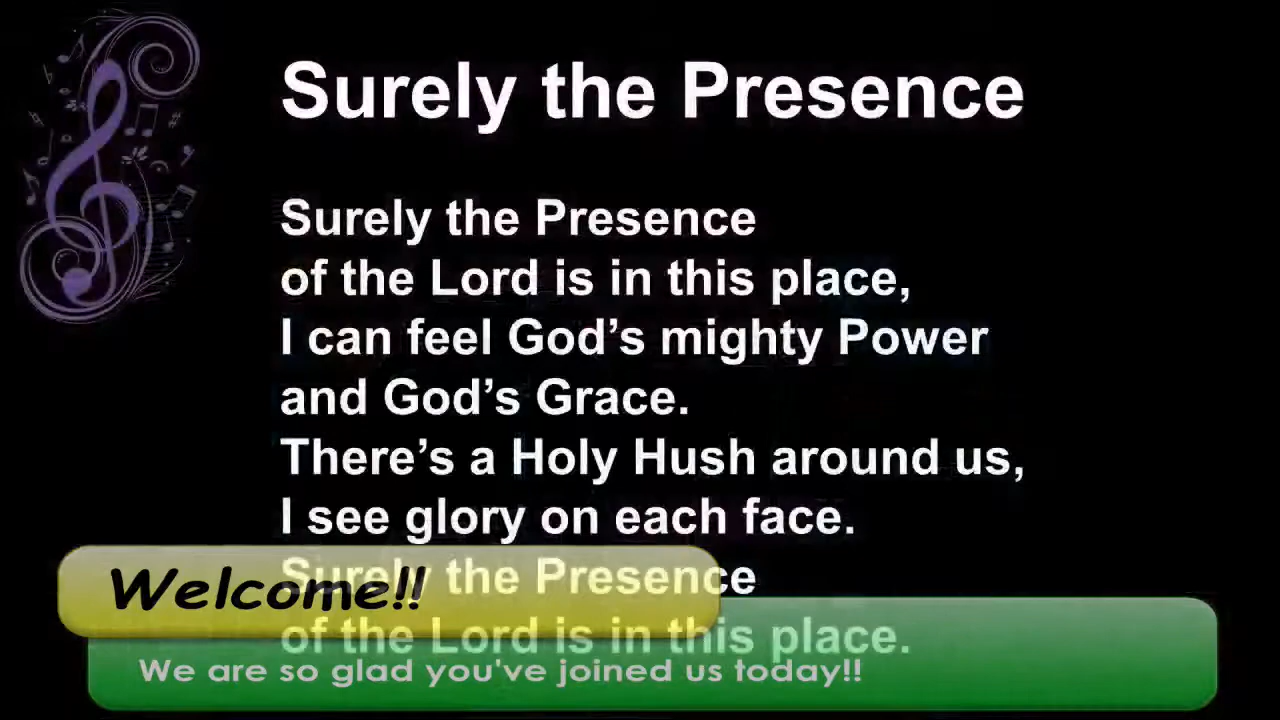 Surely the Presence
Surely the Presence
of the Lord is in this place,
I can feel God’s mighty Power
and God’s Grace.
There’s a Holy Hush around us,
I see glory on each face.
Surely the Presence
of the Lord is in this place.
Welcome!!
We are so glad you've joined us today!!